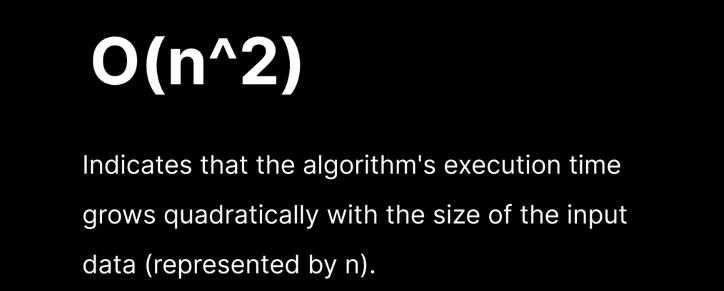 O(n^2)
Indicates that the algorithm's execution time
grows quadratically with the size of the input
data (represented by n).